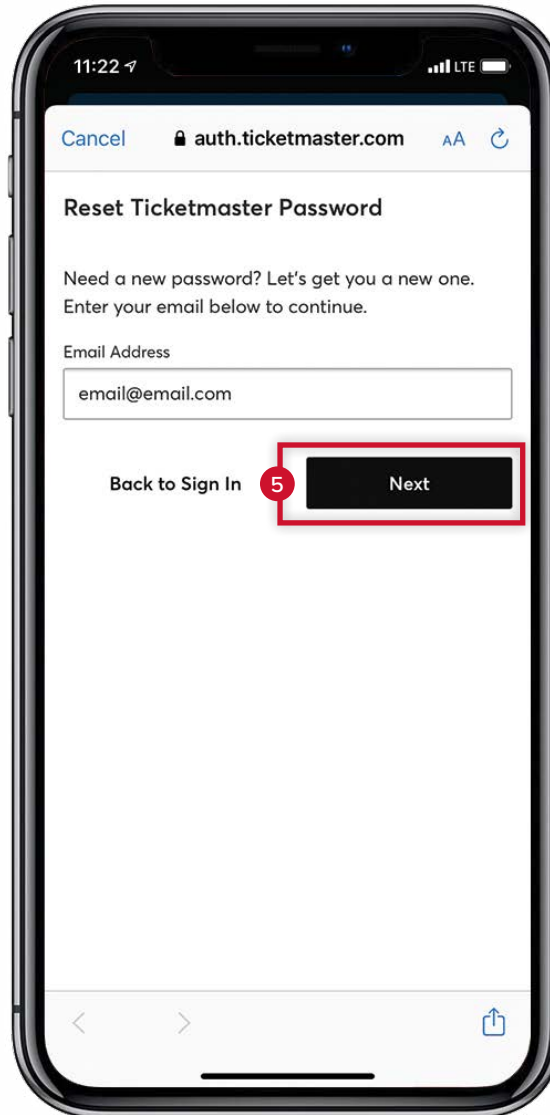 11:22 LTE
Cancel auth.ticketmaster.com AA
Reset Ticketmaster Password
Need a new password? Let's get you a new one.
Enter your email below to continue.
Email Address
email@email.com
Back to Sign In 5 Next